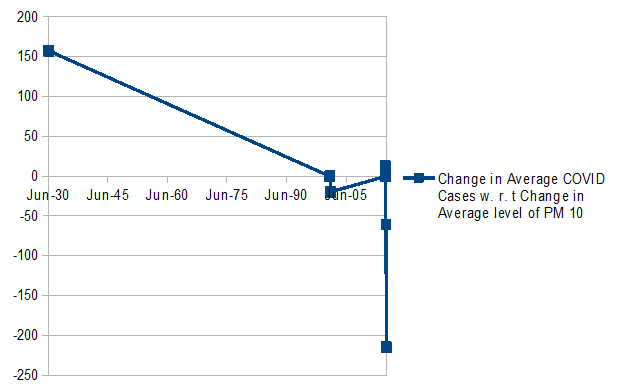 200
150
100
50
0
Jun-30 Jun-45 Jun-60 Jun-75 Jun-90 Jun-05
-50
-100
-150
-200
-250
Change in Average COVID
Cases w. r. t Change in
Average level of PM 10